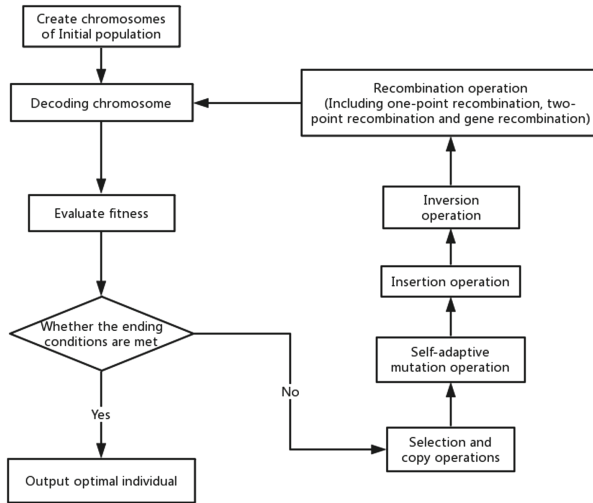 Create chromosomes
of Initial population
Decoding chromosome
Evaluate fitness
Whether the ending
conditions are met
Yes
Output optimal individual
No
Selection and
copy operations
Self-adaptive
mutation operation
Insertion operation
Inversion
operation
Recombination operation
(Including one-point recombination, two-
point recombination and gene recombination)